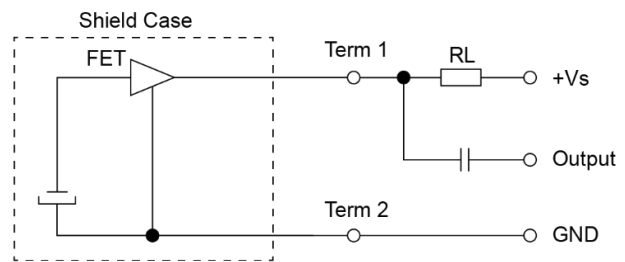 Shield Case
FET
Term 1
RL
+Vs
Output
Term 2
GND